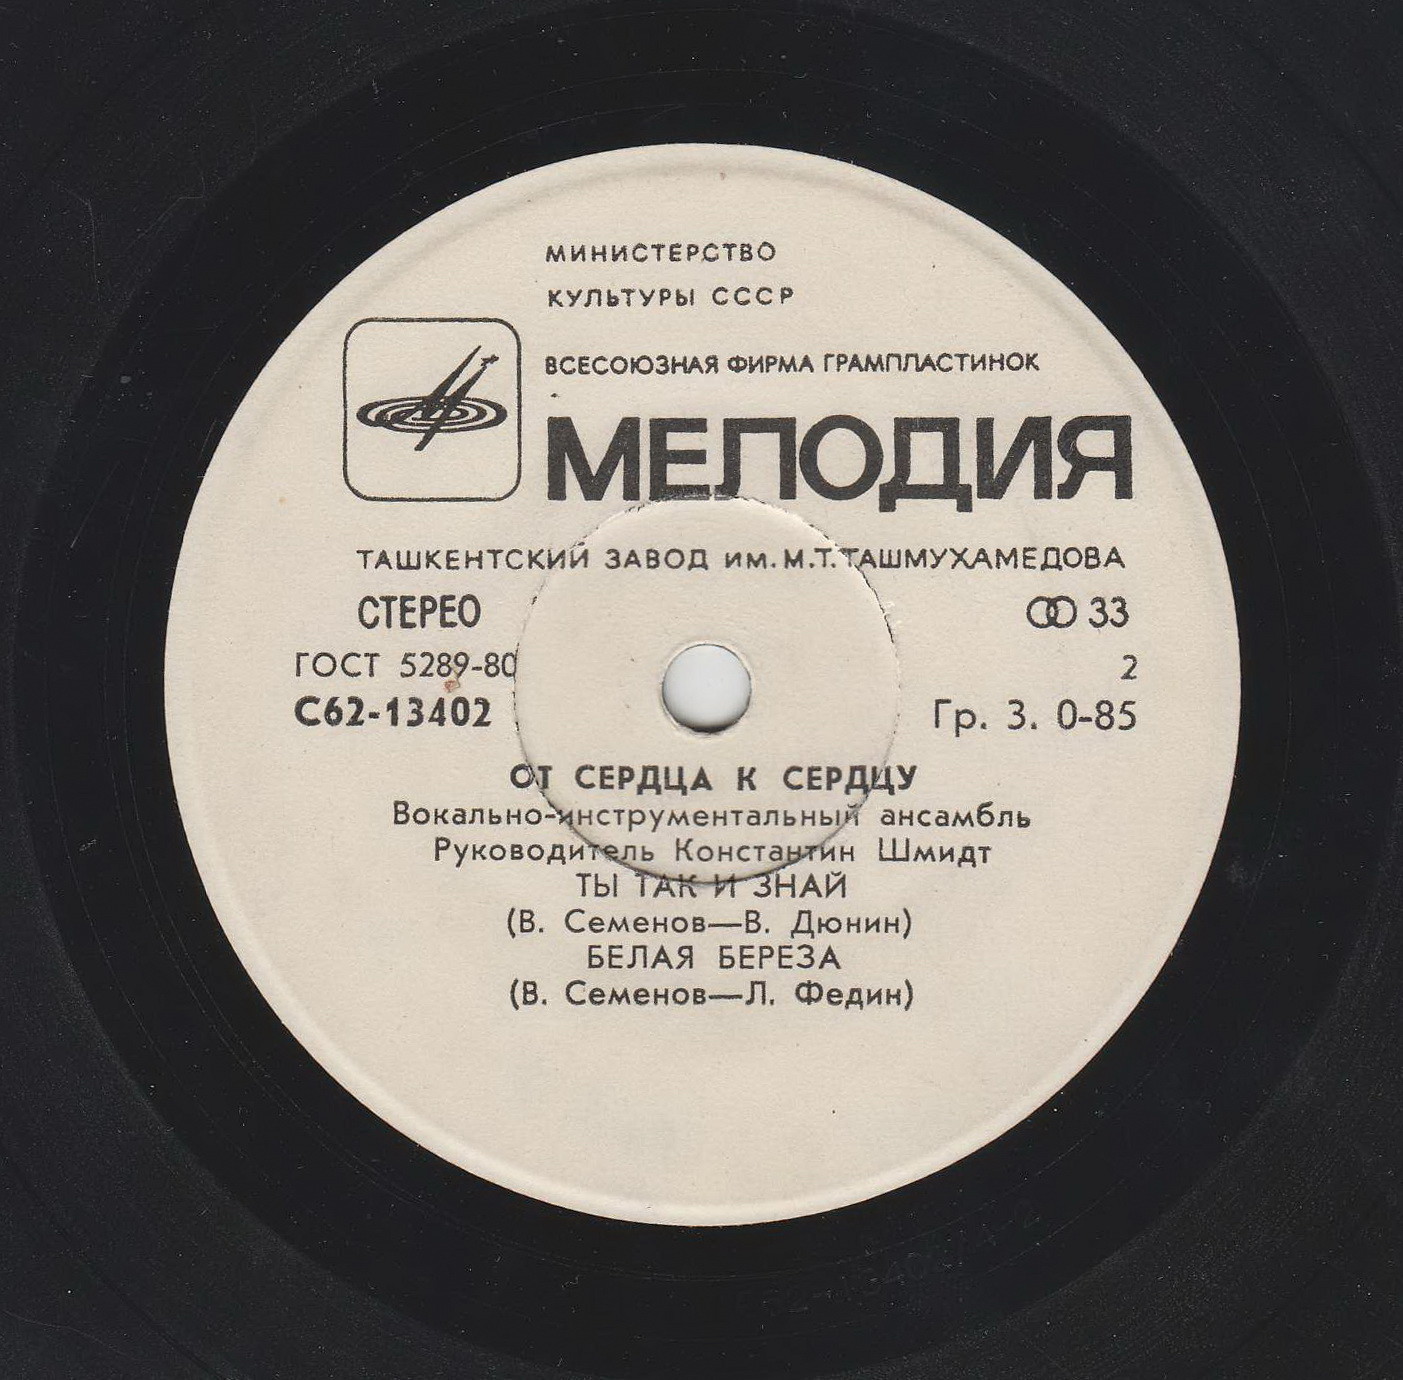 МИНИСТЕРСТВО
КУЛЬТУРЫ СССР
ВСЕСОЮЗНАЯ ФИРМА ГРАМПЛАСТИНОК
МЕЛОДИЯ
ТАШКЕНТСКИЙ ЗАВОД им. М.Т.ТАШМУХАМЕДОВА
СТЕРЕО 33
ГОСТ 5289-80 2
С62-13402 Гр. 3. 0-85
ОТ СЕРДЦА К СЕРДЦУ
Вокально-инструментальный ансамбль
Руководитель Константин Шмидт
ТЫ ТАК И ЗНАЙ
(В. Семенов—В. Дюнин)
БЕЛАЯ БЕРЕЗА
(В. Семенов—Л. Федин)